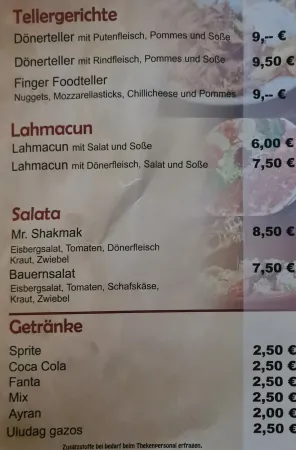 Tellergerichte
Dönerteller mit Putenfleisch, Pommes und Soße 9,-- €
Dönerteller mit Rindfleisch, Pommes und Soße 9,50 €
Finger Foodteller
Nuggets, Mozzarellasticks, Chillicheese und Pommes 9,-- €
Lahmacun
Lahmacun mit Salat und Soße 6,00 €
Lahmacun mit Dönerfleisch, Salat und Soße 7,50 €
Salata
Mr. Shakmak 8,50 €
Eisbergsalat, Tomaten, Dönerfleisch
Kraut, Zwiebel
Bauernsalat 7,50 €
Eisbergsalat, Tomaten, Schafskäse,
Kraut, Zwiebel
Getränke
Sprite 2,50 €
Coca Cola 2,50 €
Fanta 2,50 €
Mix 2,50 €
Ayran 2,00 €
Uludag gazos 2,50 €
Zusatzstoffe bei bedarf beim Thekenpersonal erfragen.